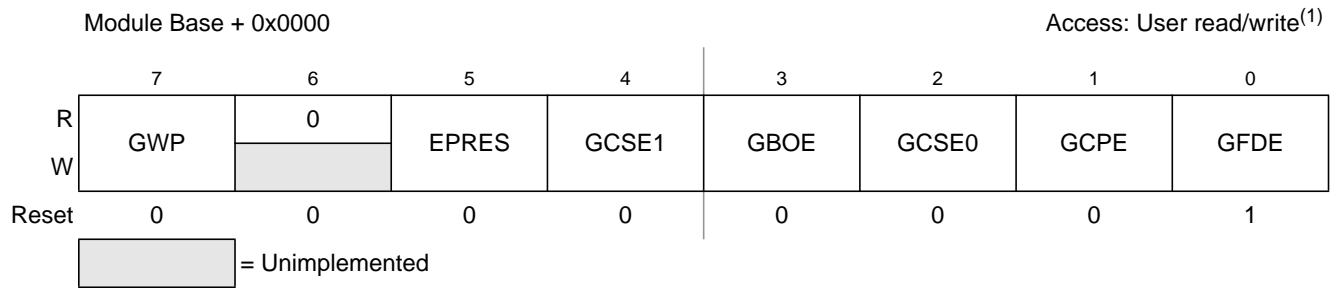 Module Base + 0x0000 Access: User read/write(1)
7 6 5 4 3 2 1 0
R 0
GWP EPRES GCSE1 GBOE GCSE0 GCPE GFDE
W
Reset 0 0 0 0 0 0 0 1
= Unimplemented